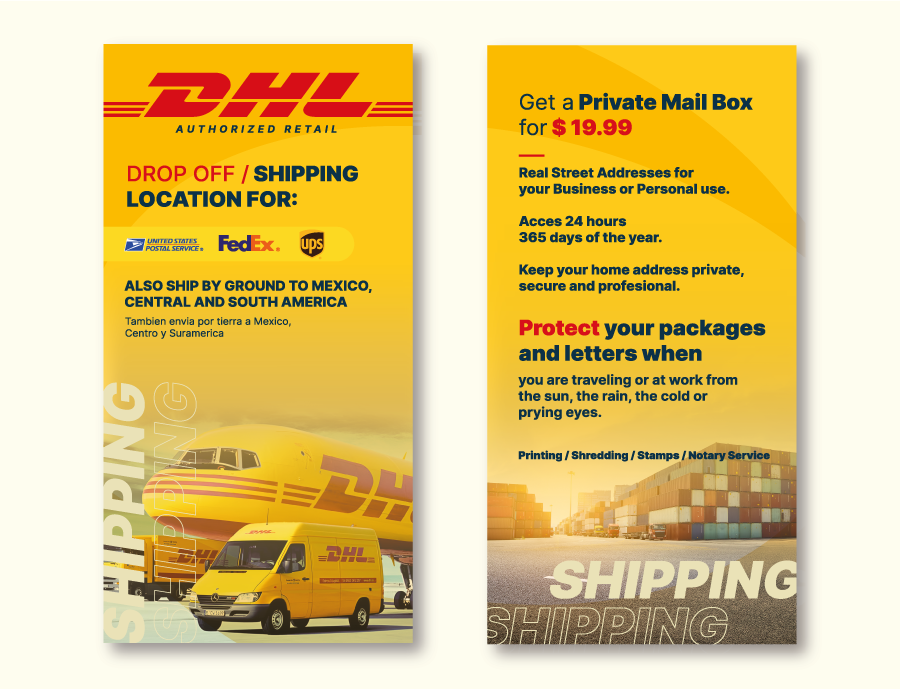 DHL
AUTHORIZED RETAIL
DROP OFF / SHIPPING
LOCATION FOR:
UNITED STATES
POSTAL SERVICE®
FedEx®
ups
ALSO SHIP BY GROUND TO MEXICO,
CENTRAL AND SOUTH AMERICA
Tambien envia por tierra a Mexico,
Centro y Suramerica
SHIPPING
SHIPPING
DHL
DHL
DHL
DHL
Get a Private Mail Box
for $ 19.99
Real Street Addresses for
your Business or Personal use.
Acces 24 hours
365 days of the year.
Keep your home address private,
secure and profesional.
Protect your packages
and letters when
you are traveling or at work from
the sun, the rain, the cold or
prying eyes.
Printing / Shredding / Stamps / Notary Service
SHIPPING
SHIPPING